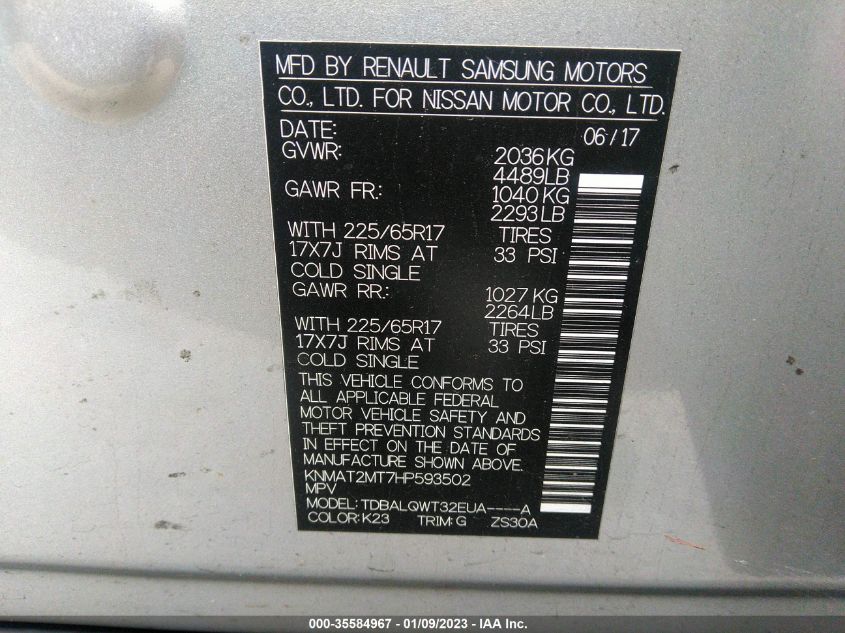 MFD BY RENAULT SAMSUNG MOTORS
CO., LTD. FOR NISSAN MOTOR CO., LTD.
DATE: 06/17
GVWR: 2036KG
4489LB
GAWR FR.: 1040KG
2293LB
WITH 225/65R17 TIRES
17X7J RIMS AT 33 PSI
COLD SINGLE
GAWR RR.: 1027KG
2264LB
WITH 225/65R17 TIRES
17X7J RIMS AT 33 PSI
COLD SINGLE
THIS VEHICLE CONFORMS TO
ALL APPLICABLE FEDERAL
MOTOR VEHICLE SAFETY AND
THEFT PREVENTION STANDARDS
IN EFFECT ON THE DATE OF
MANUFACTURE SHOWN ABOVE.
KNMAT2MT7HP593502
MPV
MODEL: TDBALQWT32EUA----A
COLOR: K23 TRIM: G ZS30A
000-35584967 — 01/09/2023 — IAA Inc.